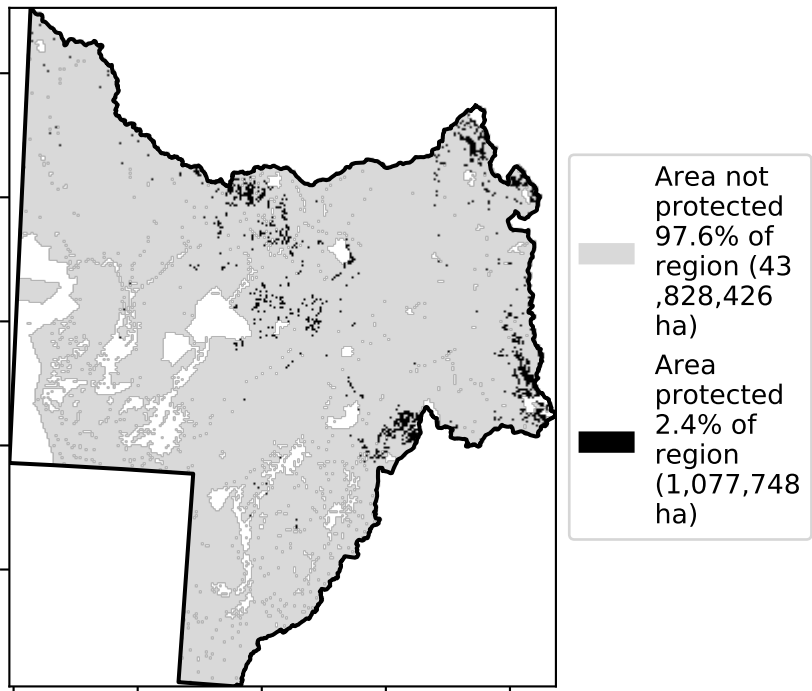 Area not
protected
97.6% of
region (43
,828,426
ha)
Area
protected
2.4% of
region
(1,077,748
ha)